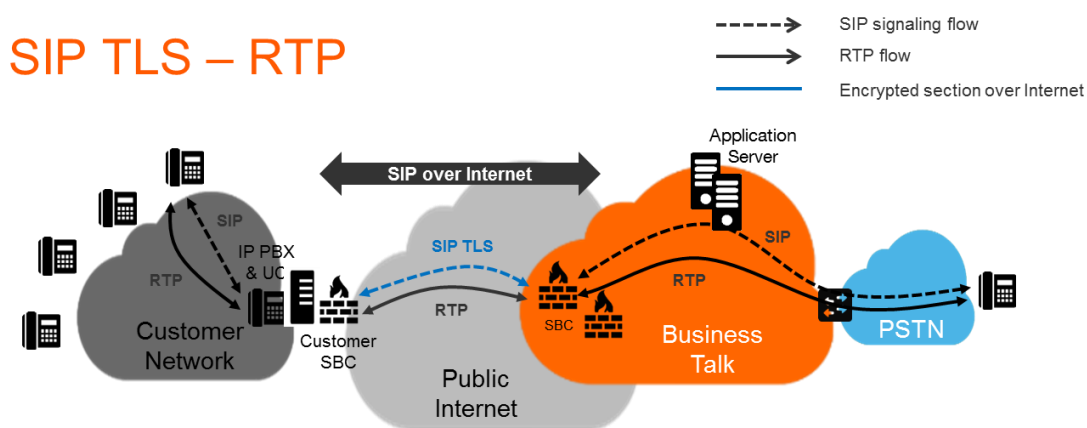 SIP TLS – RTP
SIP signaling flow
RTP flow
Encrypted section over Internet
Application
Server
SIP over Internet
SIP
IP PBX
& UC
RTP
SIP TLS
RTP
SIP
RTP
SBC
Customer
Network
Customer
SBC
Public
Internet
Business
Talk
PSTN